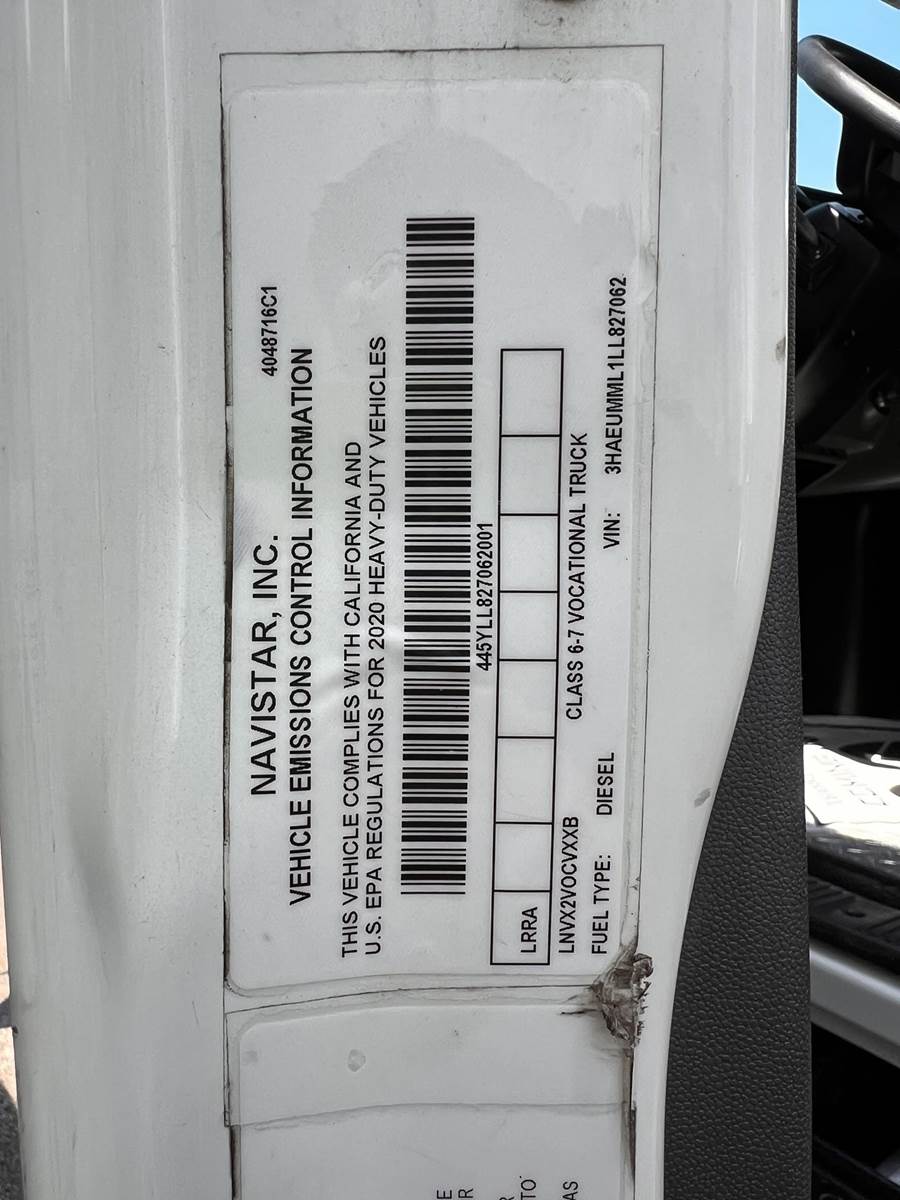 4048716C1
NAVISTAR, INC.
VEHICLE EMISSIONS CONTROL INFORMATION
THIS VEHICLE COMPLIES WITH CALIFORNIA AND
U.S. EPA REGULATIONS FOR 2020 HEAVY-DUTY VEHICLES
445YLL827062001
LRRA
LNVX2VOCVXXB CLASS 6-7 VOCATIONAL TRUCK
FUEL TYPE: DIESEL VIN: 3HAEUMML1LL827062